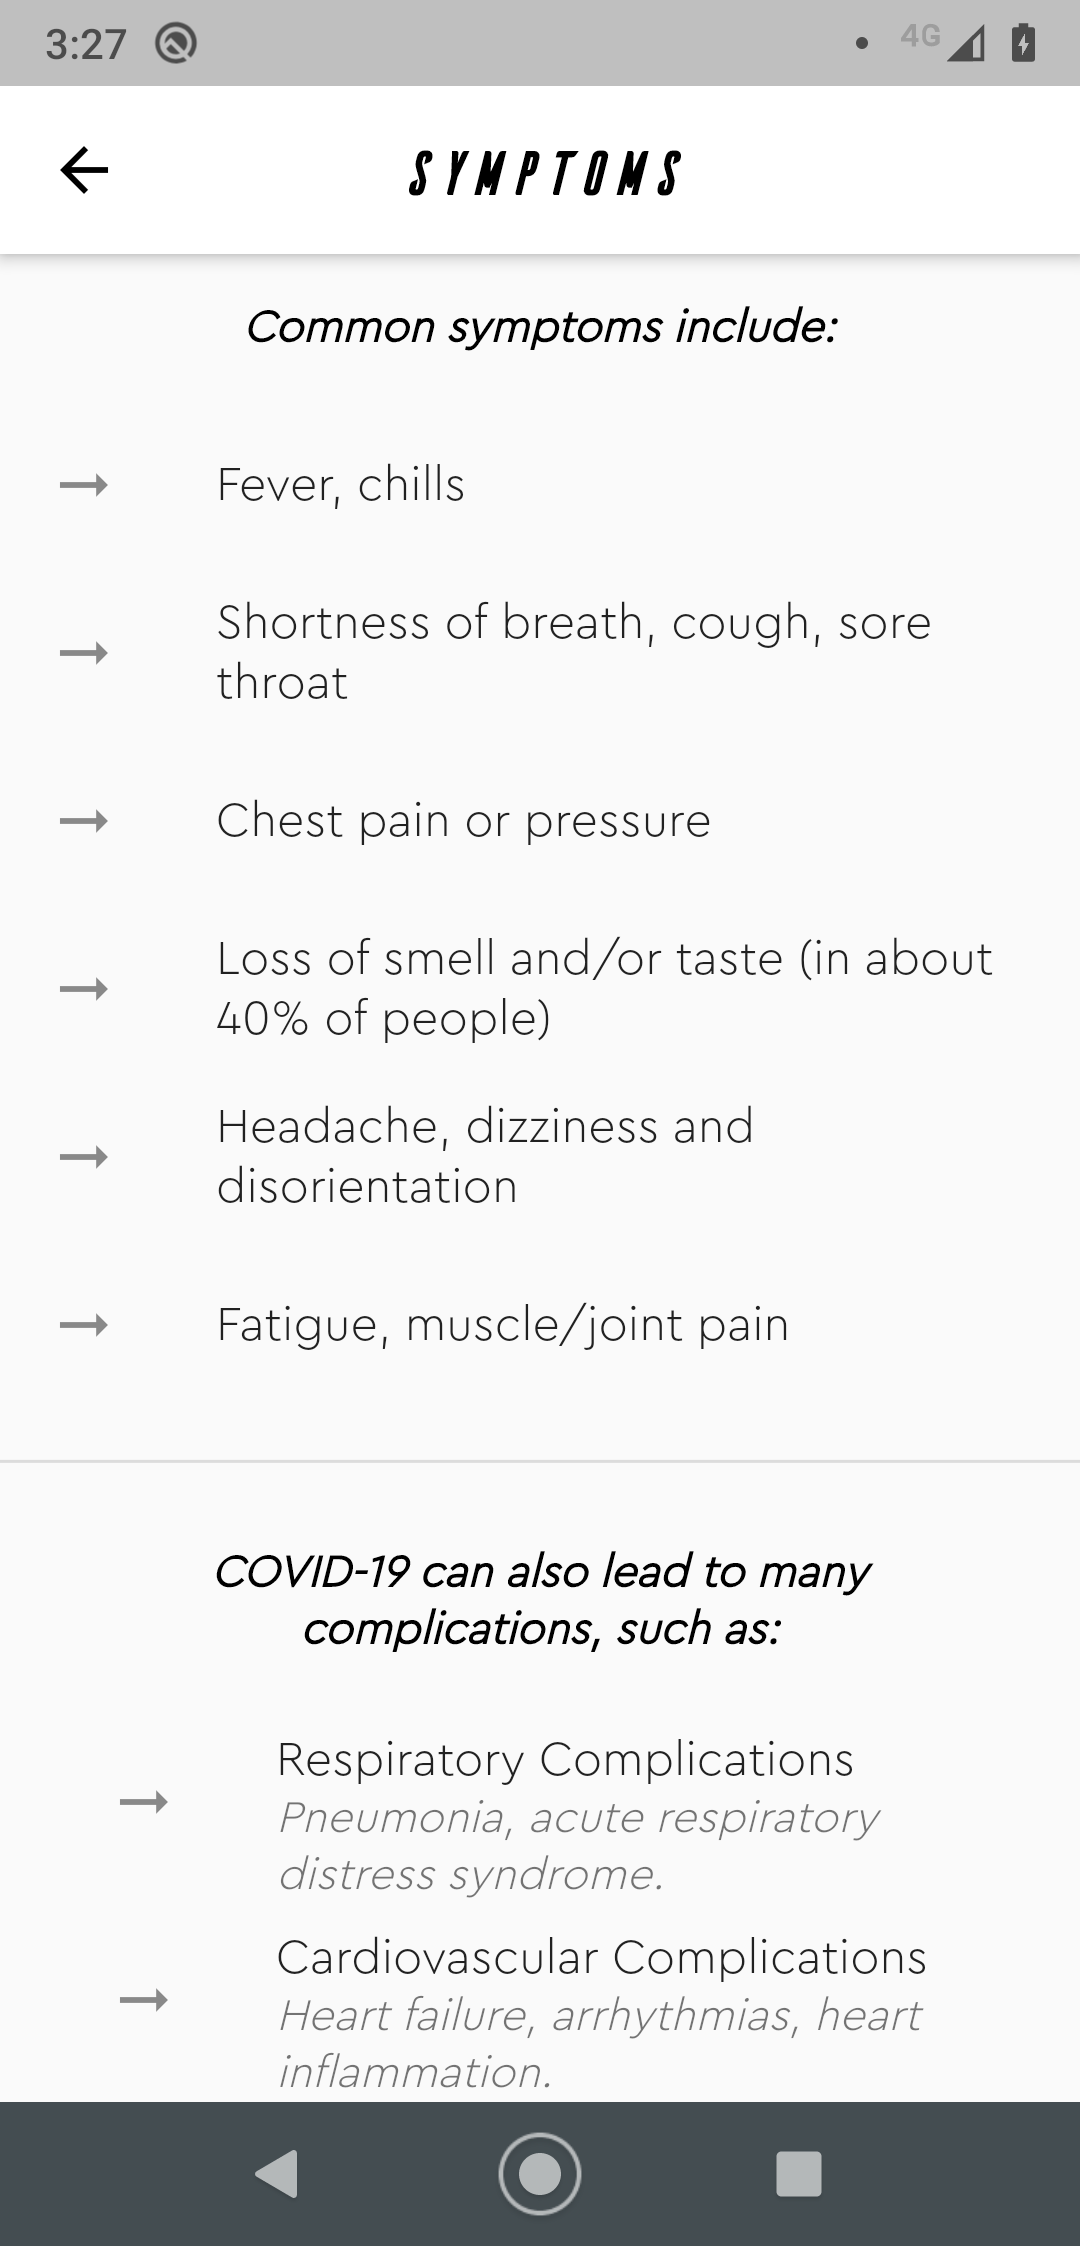 3:27
4G
SYMPTOMS
Common symptoms include:
Fever, chills
Shortness of breath, cough, sore
throat
Chest pain or pressure
Loss of smell and/or taste (in about
40% of people)
Headache, dizziness and
disorientation
Fatigue, muscle/joint pain
COVID-19 can also lead to many
complications, such as:
Respiratory Complications
Pneumonia, acute respiratory
distress syndrome.
Cardiovascular Complications
Heart failure, arrhythmias, heart
inflammation.